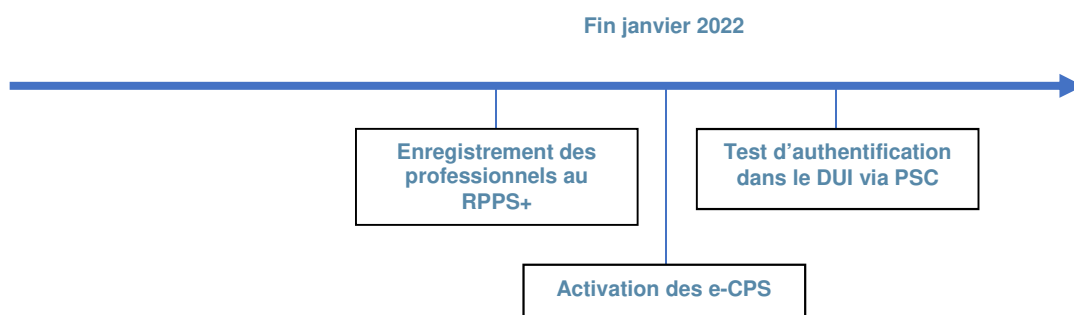 Fin janvier 2022
Enregistrement des
professionnels au
RPPS+
Test d’authentification
dans le DUI via PSC
Activation des e-CPS